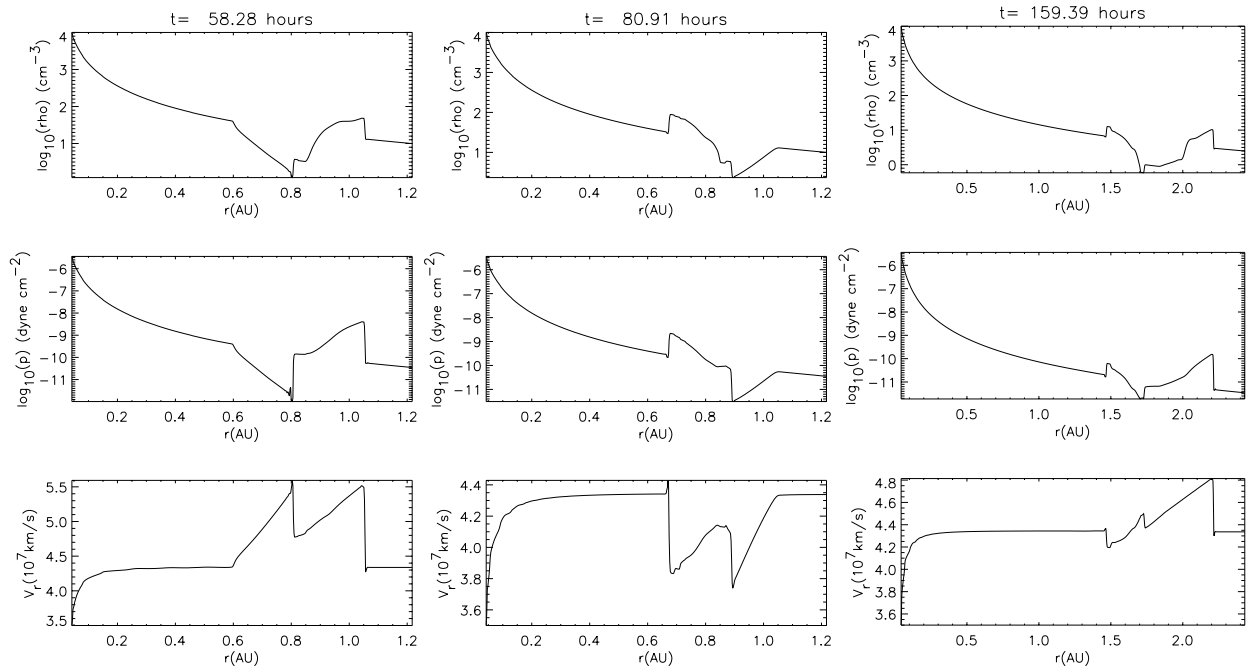 t= 58.28 hours
t= 80.91 hours
t= 159.39 hours
log10(rho) (cm−3)
4
3
2
1
0.2 0.4 0.6 0.8 1.0 1.2
r(AU)
log10(rho) (cm−3)
4
3
2
1
0.2 0.4 0.6 0.8 1.0 1.2
r(AU)
log10(rho) (cm−3)
4
3
2
1
0
0.5 1.0 1.5 2.0
r(AU)
log10(p) (dyne cm−2)
−6
−7
−8
−9
−10
−11
0.2 0.4 0.6 0.8 1.0 1.2
r(AU)
log10(p) (dyne cm−2)
−6
−7
−8
−9
−10
−11
0.2 0.4 0.6 0.8 1.0 1.2
r(AU)
log10(p) (dyne cm−2)
−6
−7
−8
−9
−10
−11
0.5 1.0 1.5 2.0
r(AU)
Vr(107km/s)
5.5
5.0
4.5
4.0
3.5
0.2 0.4 0.6 0.8 1.0 1.2
r(AU)
Vr(107km/s)
4.4
4.2
4.0
3.8
3.6
0.2 0.4 0.6 0.8 1.0 1.2
r(AU)
Vr(107km/s)
4.8
4.6
4.4
4.2
4.0
3.8
3.6
0.5 1.0 1.5 2.0
r(AU)